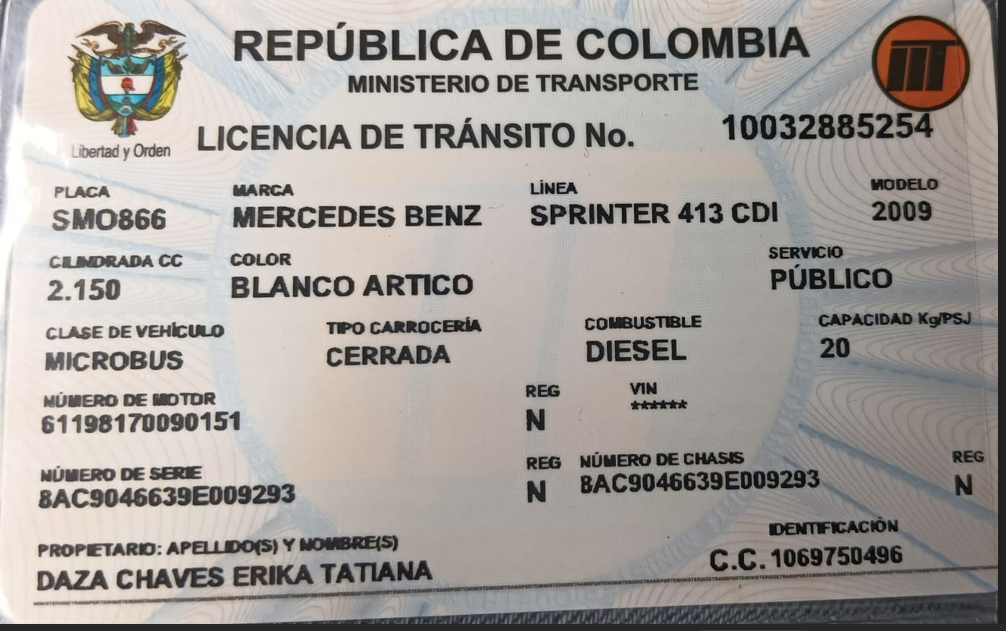 REPÚBLICA DE COLOMBIA
MINISTERIO DE TRANSPORTE
Libertad y Orden
LICENCIA DE TRÁNSITO No. 10032885254
PLACA MARCA LÍNEA MODELO
SMO866 MERCEDES BENZ SPRINTER 413 CDI 2009
CILINDRADA CC COLOR SERVICIO
2.150 BLANCO ARTICO PÚBLICO
CLASE DE VEHÍCULO TIPO CARROCERÍA COMBUSTIBLE CAPACIDAD Kg/PSJ
MICROBUS CERRADA DIESEL 20
NÚMERO DE MOTOR REG VIN
61198170090151 N ******
NÚMERO DE SERIE REG NÚMERO DE CHASIS REG
8AC9046639E009293 N 8AC9046639E009293 N
PROPIETARIO: APELLIDO(S) Y NOMBRE(S) IDENTIFICACIÓN
DAZA CHAVES ERIKA TATIANA C.C. 1069750496